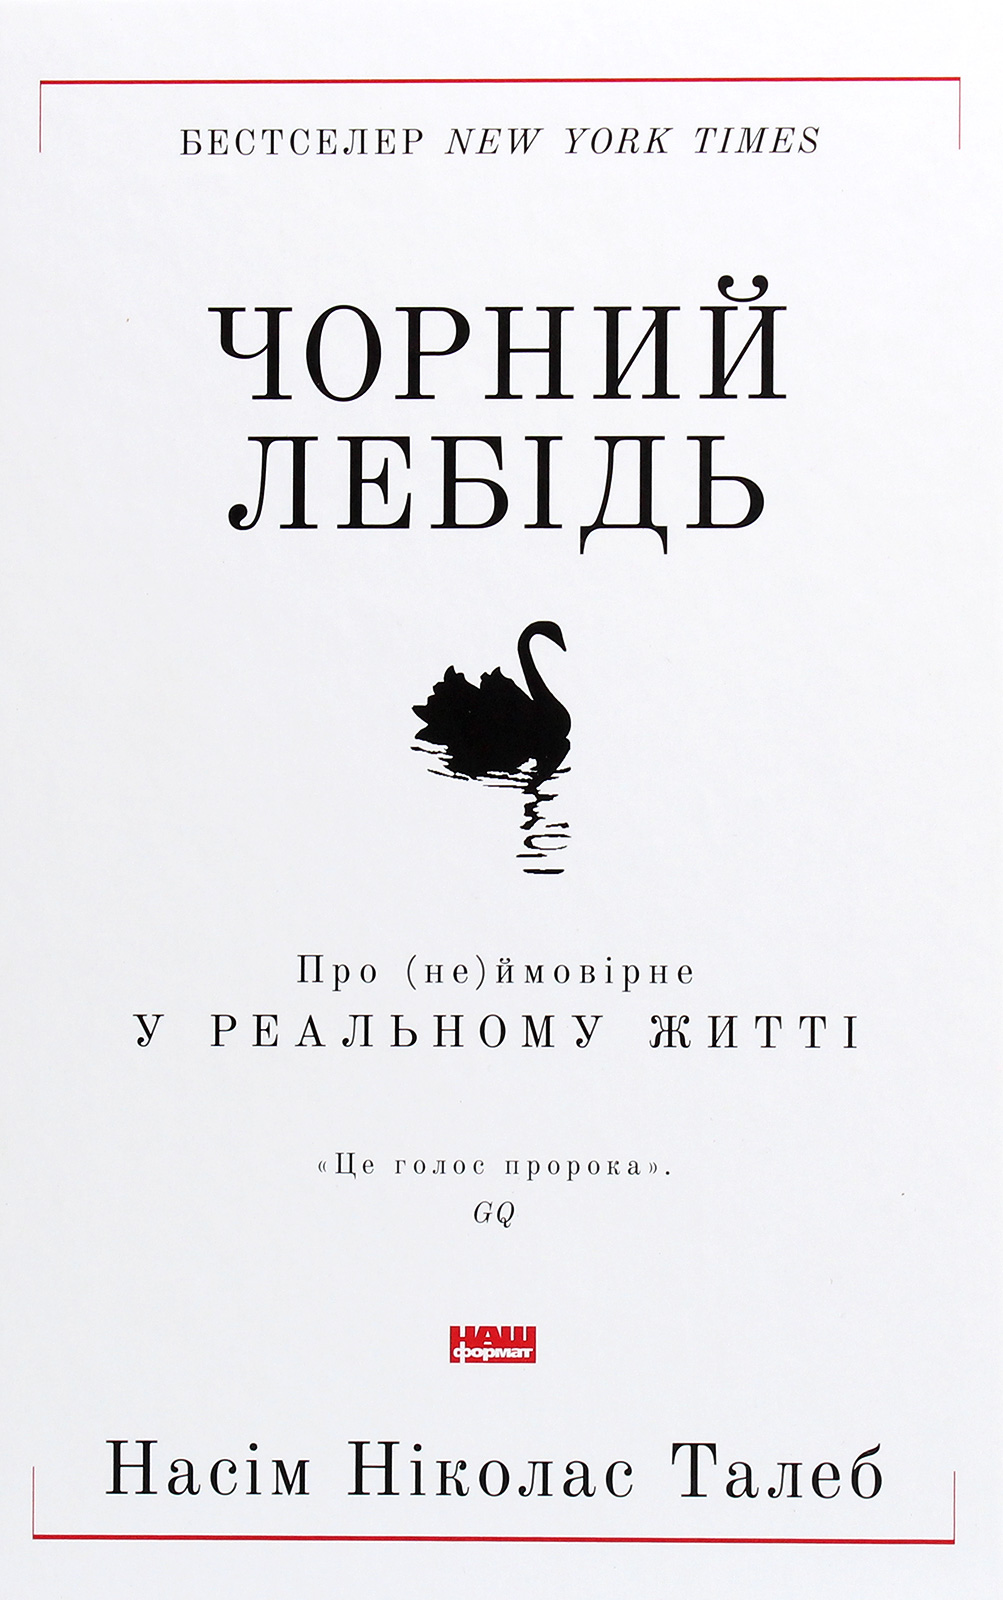 БЕСТСЕЛЕР NEW YORK TIMES
ЧОРНИЙ
ЛЕБІДЬ
Про (не)ймовірне
У РЕАЛЬНОМУ ЖИТТІ
«Це голос пророка».
GQ
НАШ
формат
Насім Ніколас Талеб